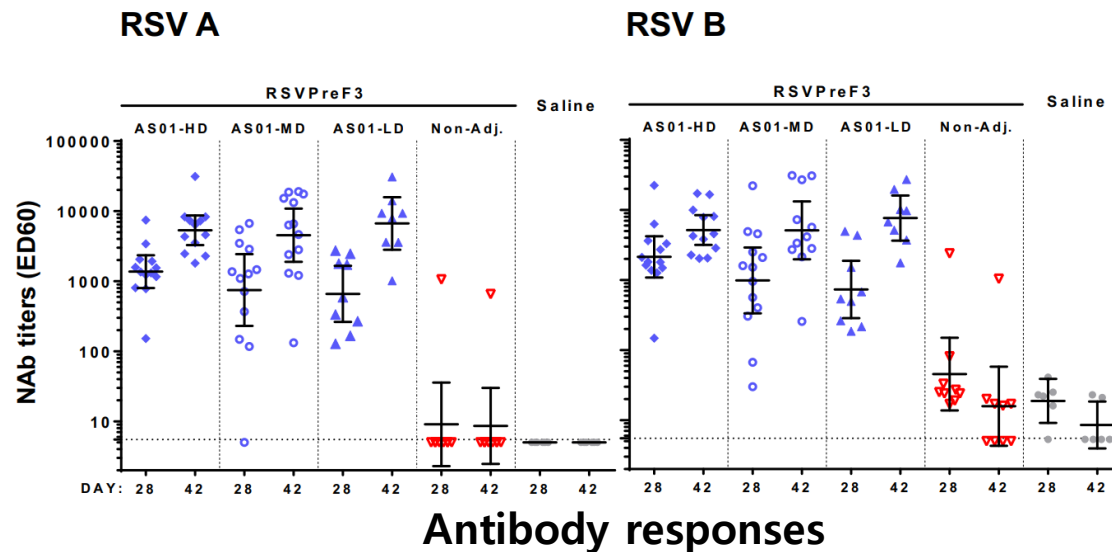 RSV A
RSV B
RSVPreF3
Saline
AS01-HD AS01-MD AS01-LD Non-Adj.
RSVPreF3
Saline
AS01-HD AS01-MD AS01-LD Non-Adj.
NAb titers (ED60)
100000
10000
1000
100
10
5
DAY: 28 42 28 42 28 42 28 42 28 42
28 42 28 42 28 42 28 42 28 42
Antibody responses